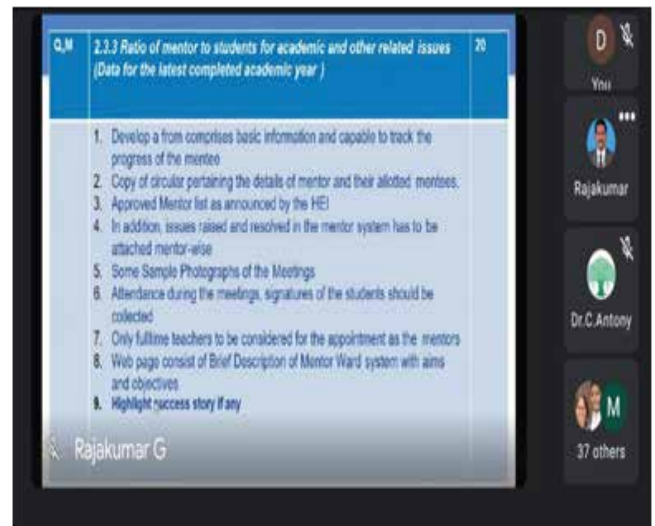 Q,M
2.3.3 Ratio of mentor to students for academic and other related issues
(Data for the latest completed academic year )
20
1. Develop a from comprises basic information and capable to track the
progress of the mentee
2. Copy of circular pertaining the details of mentor and their allotted mentees.
3. Approved Mentor list as announced by the HEI
4. In addition, issues raised and resolved in the mentor system has to be
attached mentor-wise
5. Some Sample Photographs of the Meetings
6. Attendance during the meetings, signatures of the students should be
collected
7. Only fulltime teachers to be considered for the appointment as the mentors
8. Web page consist of Brief Description of Mentor Ward system with aims
and objectives
9. Highlight success story if any
Rajakumar G
D
You
Rajakumar
Dr.C.Antony
M
37 others